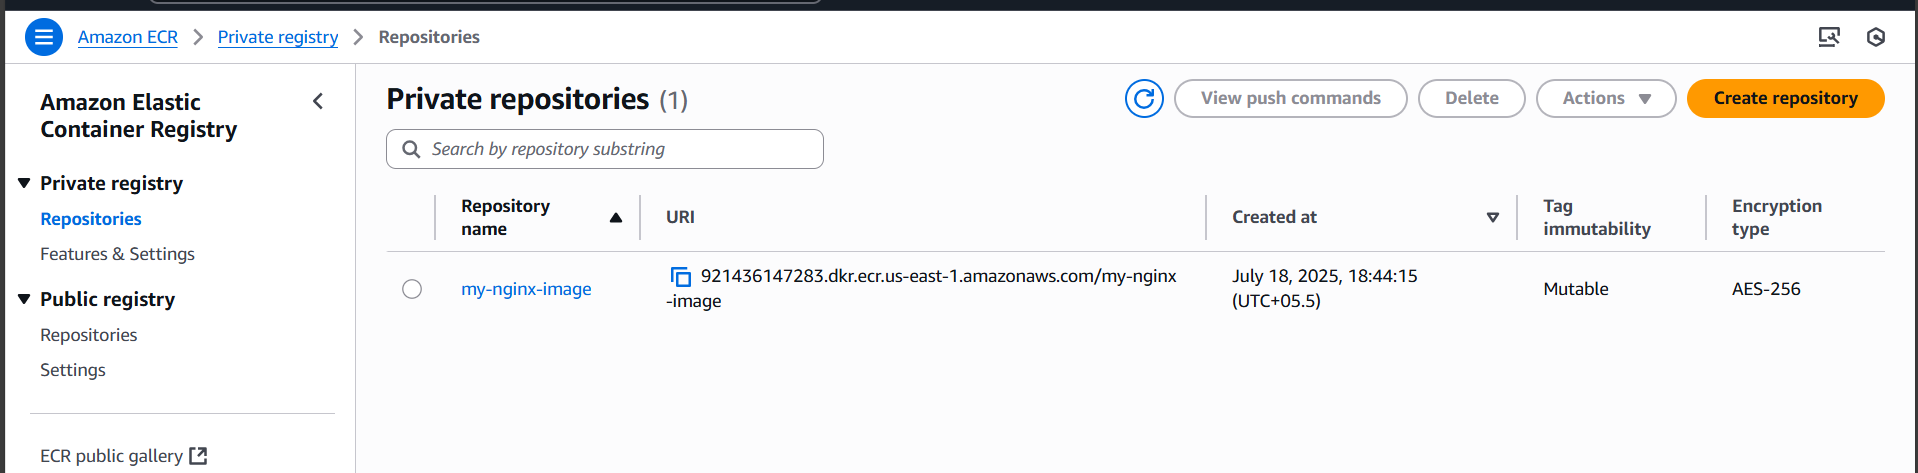 Amazon ECR > Private registry > Repositories
Amazon Elastic
Container Registry
Private registry
Repositories
Features & Settings
Public registry
Repositories
Settings
ECR public gallery
Private repositories (1)
View push commands
Delete
Actions
Create repository
Search by repository substring
Repository
name
URI
Created at
Tag
immutability
Encryption
type
my-nginx-image
921436147283.dkr.ecr.us-east-1.amazonaws.com/my-nginx
-image
July 18, 2025, 18:44:15
(UTC+05.5)
Mutable
AES-256